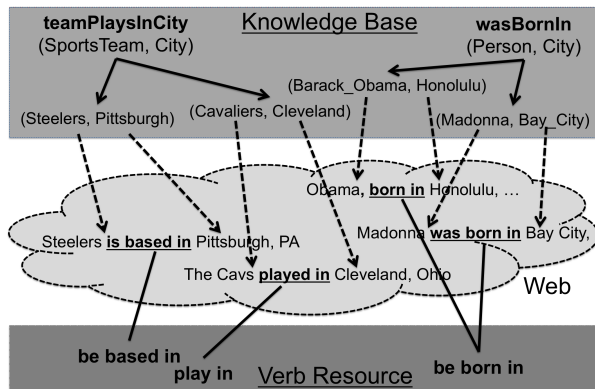 teamPlaysInCity Knowledge Base wasBornIn
(SportsTeam, City) (Person, City)
(Barack_Obama, Honolulu)
(Steelers, Pittsburgh) (Cavaliers, Cleveland) (Madonna, Bay_City)
Obama, born in Honolulu, …
Steelers is based in Pittsburgh, PA Madonna was born in Bay City,
The Cavs played in Cleveland, Ohio
Web
be based in be born in
play in Verb Resource